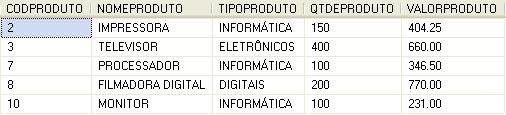 CODPRODUTO NOMEPRODUTO TIPOPRODUTO QTDEPRODUTO VALORPRODUTO
2 IMPRESSORA INFORMÁTICA 150 404.25
3 TELEVISOR ELETRÔNICOS 400 660.00
7 PROCESSADOR INFORMÁTICA 100 346.50
8 FILMADORA DIGITAL DIGITAIS 200 770.00
10 MONITOR INFORMÁTICA 100 231.00